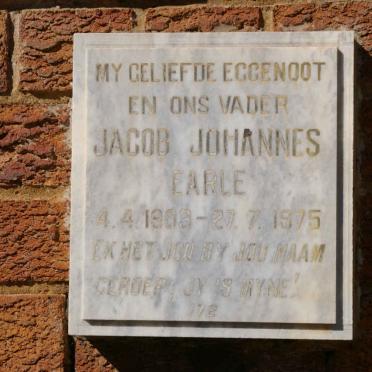 MY GELIEFDE EGGENOOT
EN ONS VADER
JACOB JOHANNES
EARLE
4.4.1903-27.7.1975
EK HET JOU BY JOU NAAM
GEROEP; JY IS MYNE!